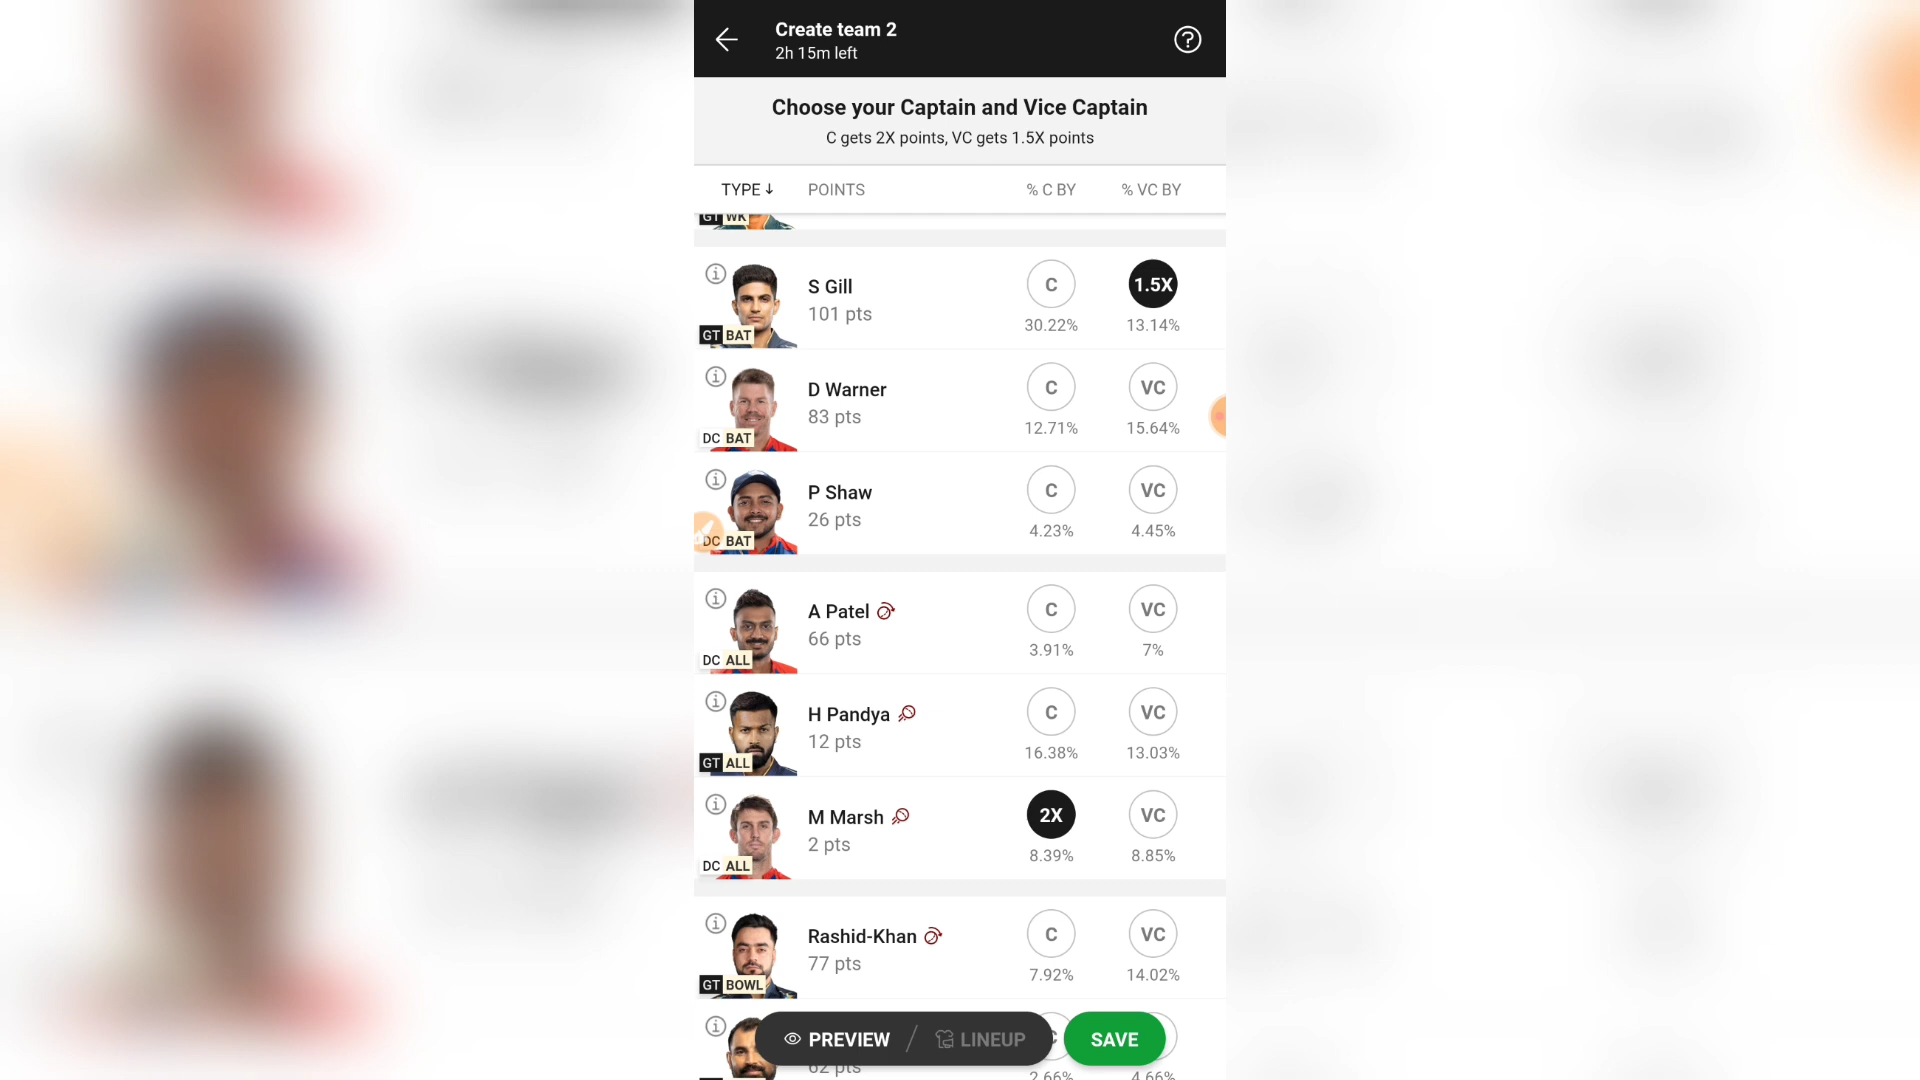 Create team 2
2h 15m left
Choose your Captain and Vice Captain
C gets 2X points, VC gets 1.5X points
TYPE POINTS % C BY % VC BY
GT WK
S Gill
101 pts
GT BAT
C 1.5X
30.22% 13.14%
D Warner
83 pts
DC BAT
C VC
12.71% 15.64%
P Shaw
26 pts
DC BAT
C VC
4.23% 4.45%
A Patel
66 pts
DC ALL
C VC
3.91% 7%
H Pandya
12 pts
GT ALL
C VC
16.38% 13.03%
M Marsh
2 pts
DC ALL
2X VC
8.39% 8.85%
Rashid-Khan
77 pts
GT BOWL
C VC
7.92% 14.02%
PREVIEW / LINEUP C SAVE
62 pts
2.66% 4.66%